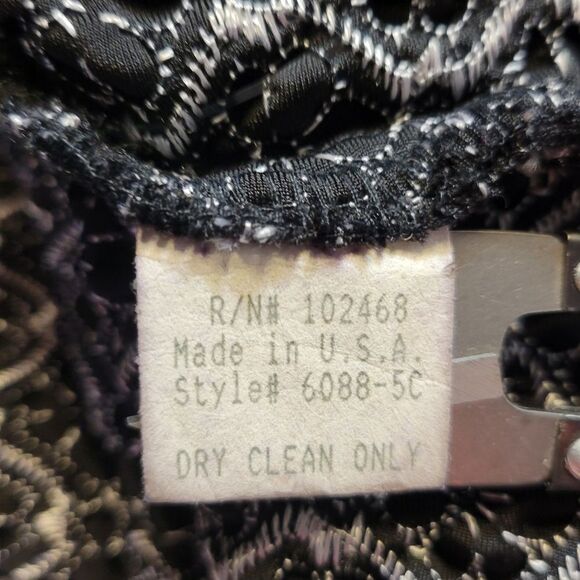 R/N# 102468
Made in U.S.A.
Style# 6088-5C
DRY CLEAN ONLY